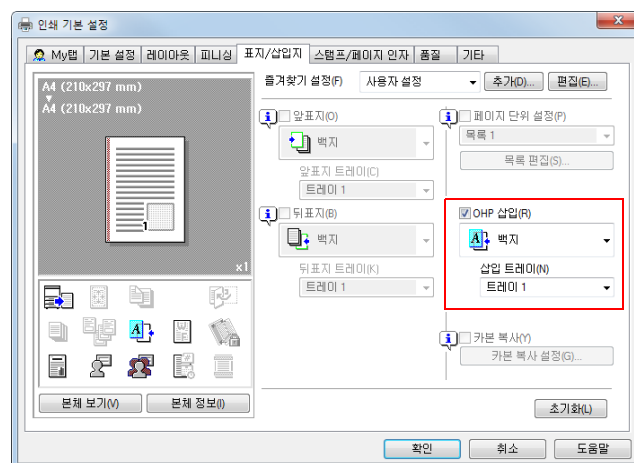 인쇄 기본 설정
My탭 기본 설정 레이아웃 피니싱 표지/삽입지 스탬프/페이지 인자 품질 기타
A4 (210x297 mm)
A4 (210x297 mm)
1
x1
본체 보기(V) 본체 정보(I)
즐겨찾기 설정(F) 사용자 설정 추가(D)... 편집(E)...
앞표지(O)
백지
앞표지 트레이(C)
트레이 1
뒤표지(B)
백지
뒤표지 트레이(K)
트레이 1
페이지 단위 설정(P)
목록 1
목록 편집(S)...
OHP 삽입(R)
백지
삽입 트레이(N)
트레이 1
카본 복사(Y)
카본 복사 설정(G)...
초기화(L)
확인 취소 도움말